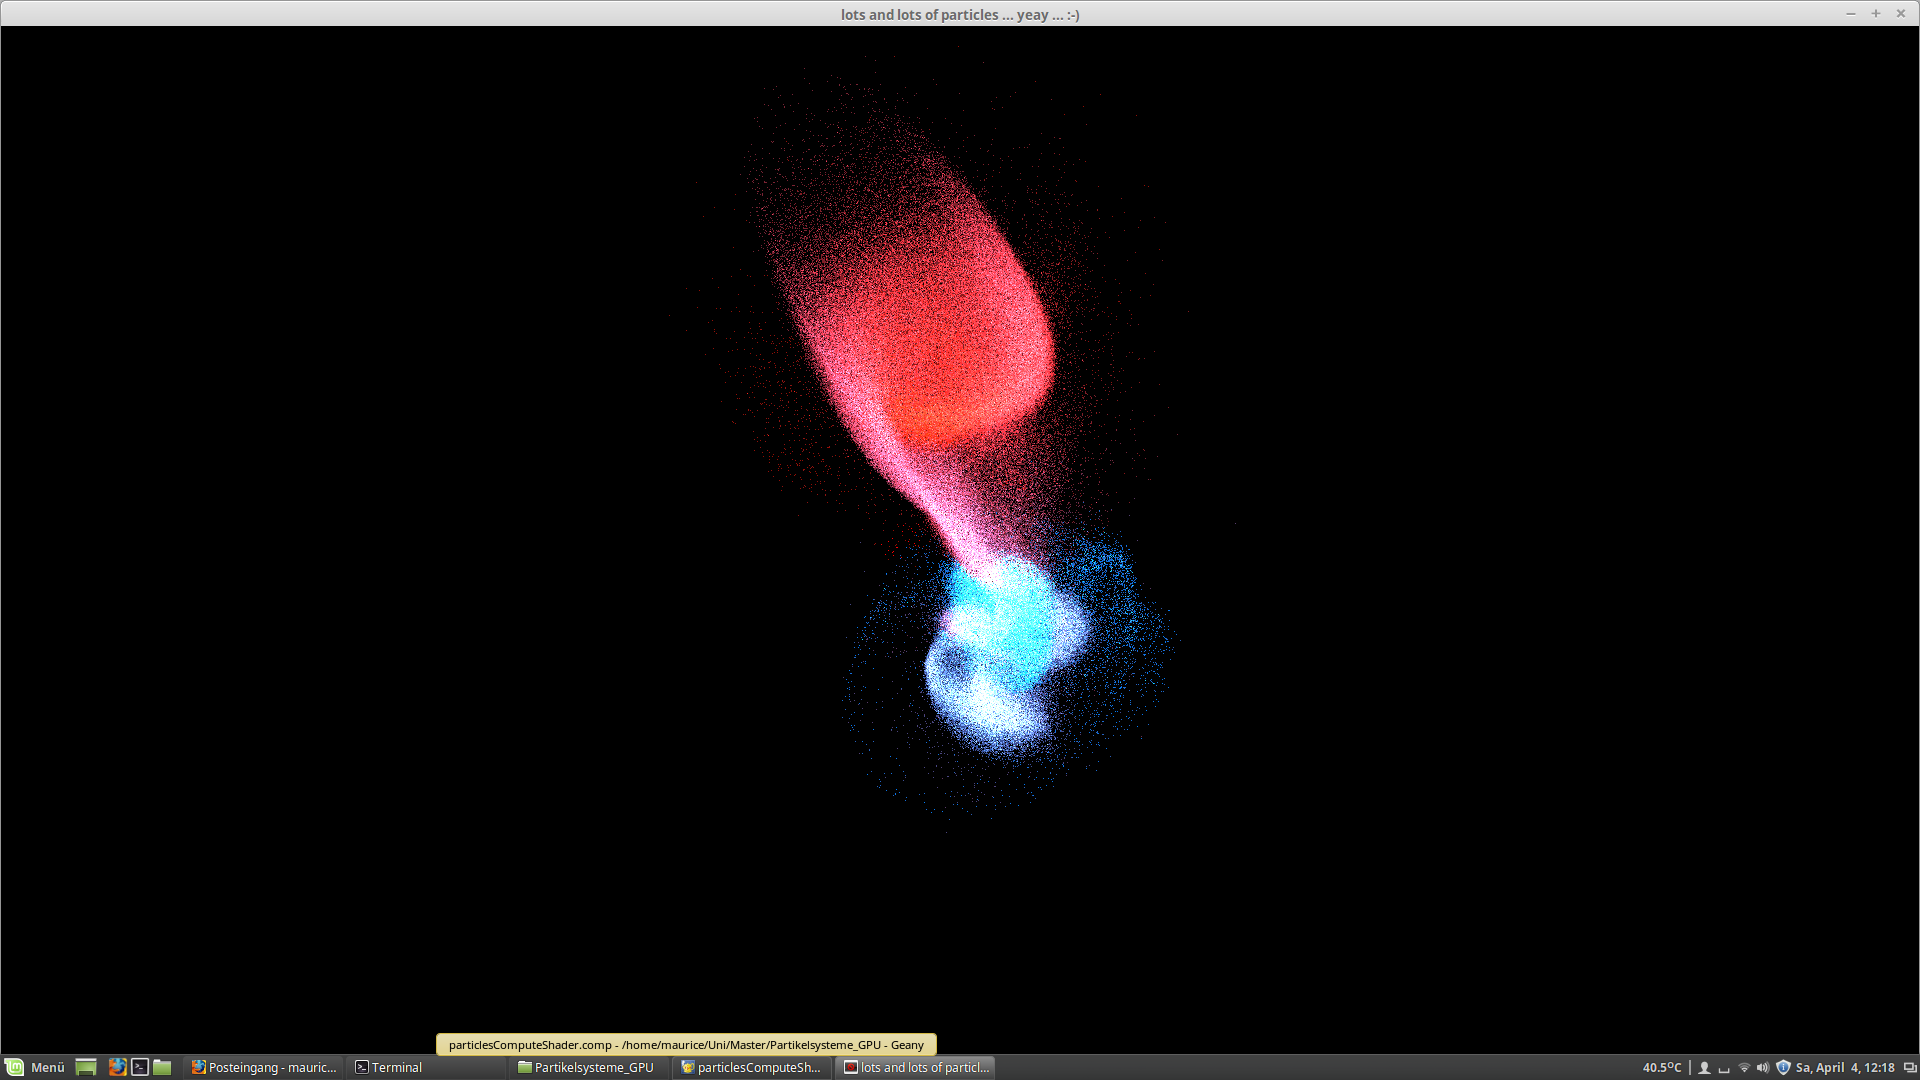 lots and lots of particles ... yeay ... :-)
particlesComputeShader.comp - /home/maurice/Uni/Master/Partikelsysteme_GPU - Geany
Menü
Posteingang - mauric...
Terminal
Partikelsysteme_GPU
particlesComputeSh...
lots and lots of particl...
40.5°C
Sa, April 4, 12:18